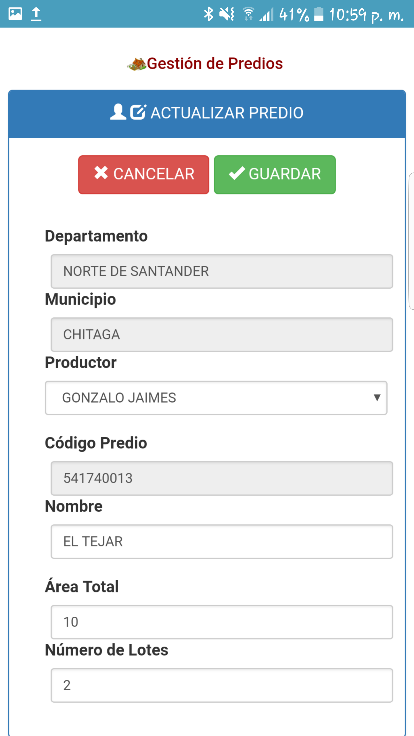 41% 10:59 p. m.
Gestión de Predios
ACTUALIZAR PREDIO
CANCELAR GUARDAR
Departamento
NORTE DE SANTANDER
Municipio
CHITAGA
Productor
GONZALO JAIMES
Código Predio
541740013
Nombre
EL TEJAR
Área Total
10
Número de Lotes
2